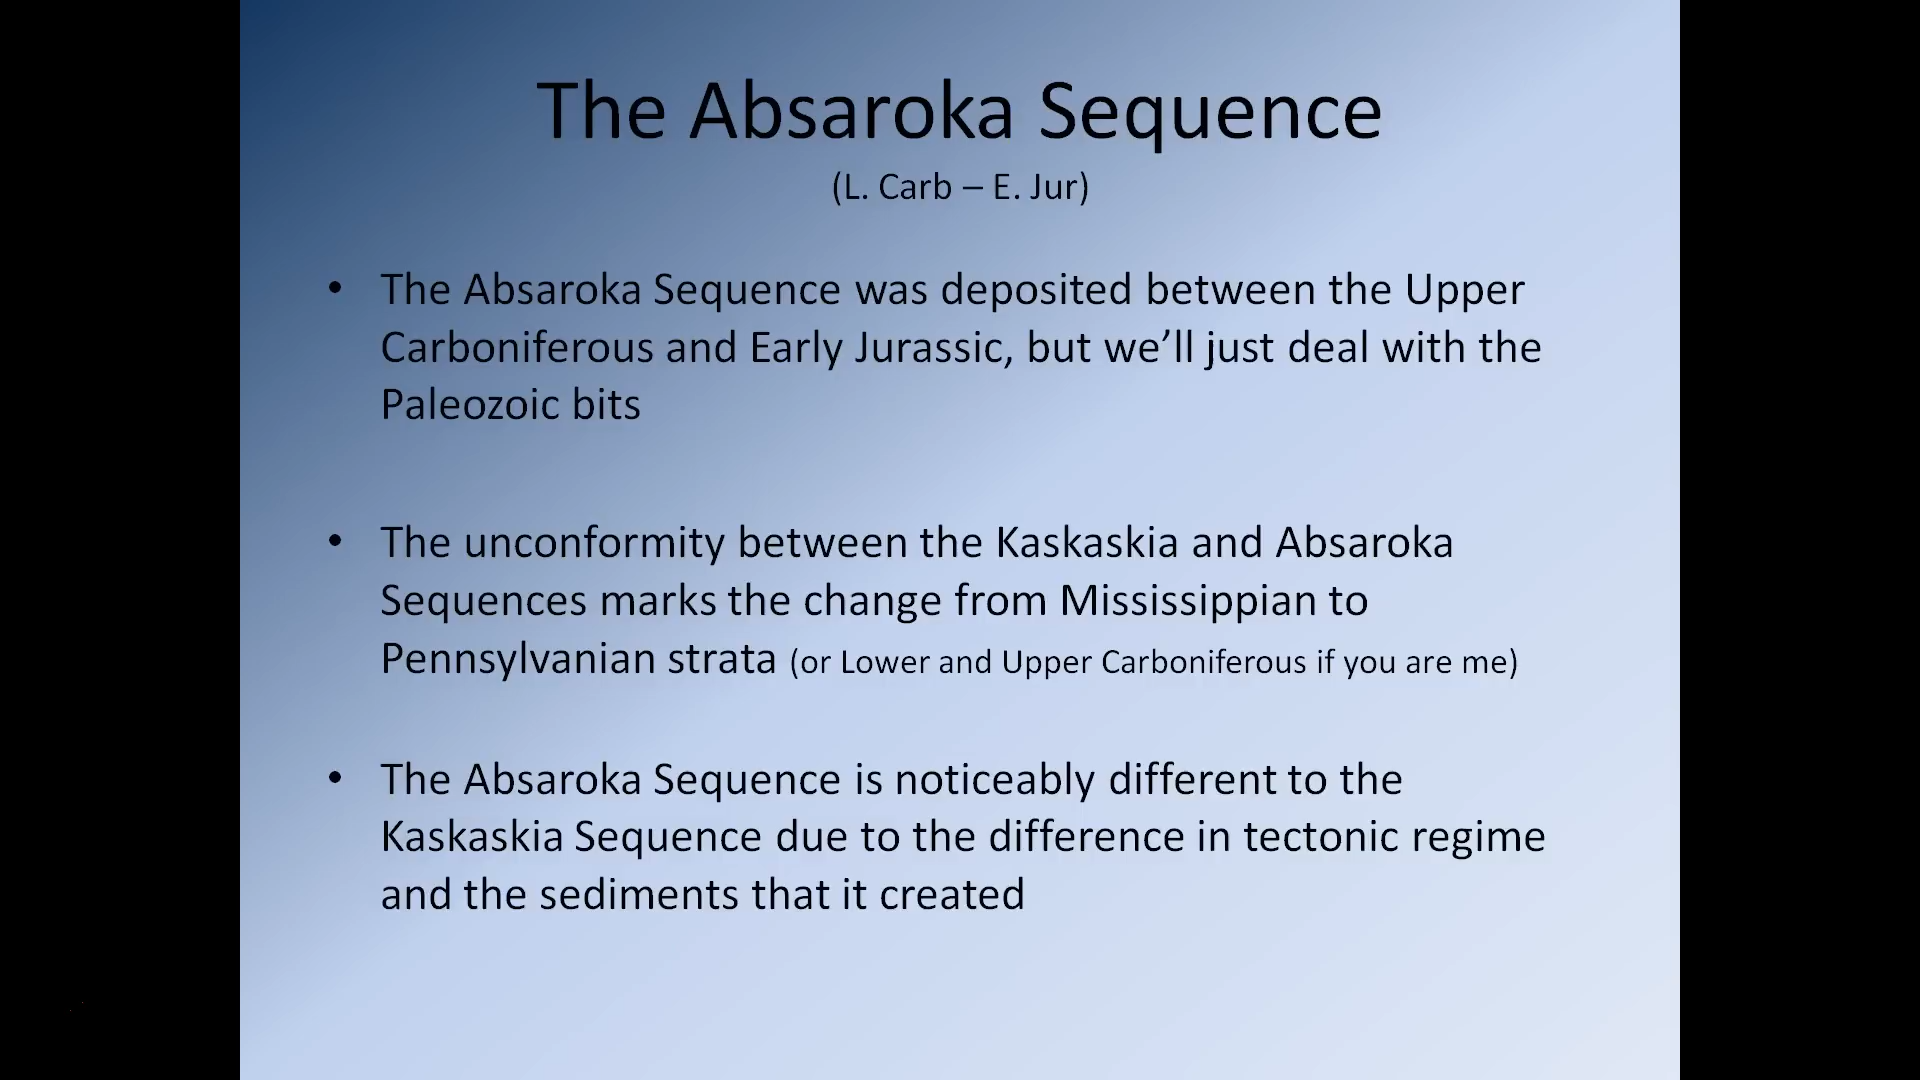 The Absaroka Sequence
(L. Carb – E. Jur)
• The Absaroka Sequence was deposited between the Upper
Carboniferous and Early Jurassic, but we’ll just deal with the
Paleozoic bits
• The unconformity between the Kaskaskia and Absaroka
Sequences marks the change from Mississippian to
Pennsylvanian strata (or Lower and Upper Carboniferous if you are me)
• The Absaroka Sequence is noticeably different to the
Kaskaskia Sequence due to the difference in tectonic regime
and the sediments that it created